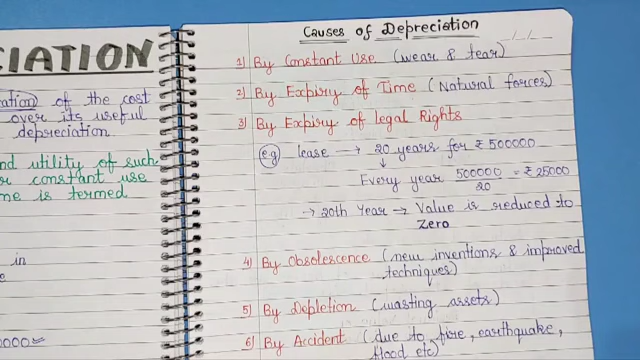 CIATION
ation) of the cost
over its useful
depreciation.
nd utility of such
r constant use
me is termed
in
0000
Causes of Depreciation
1) By Constant Use (wear & tear)
2) By Expiry of Time (Natural forces)
3) By Expiry of legal Rights
eg lease → 20 years for ₹500000
↓
Every year 500000/20 = ₹25000
→ 20th Year → Value is reduced to
Zero
4) By Obsolescence (new inventions & improved
techniques)
5) By Depletion (wasting assets)
6) By Accident (due to fire, earthquake,
flood etc)